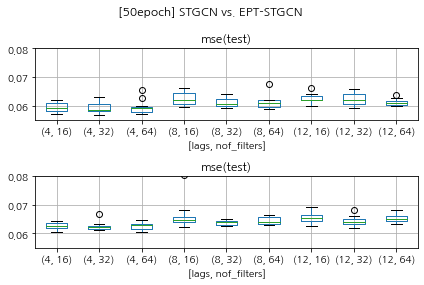 [50epoch] STGCN vs. EPT-STGCN
mse(test)
0,08
0,07
0,06
(4, 16) (4, 32) (4, 64) (8, 16) (8, 32) (8, 64) (12, 16) (12, 32) (12, 64)
[lags, nof_filters]
mse(test)
0,08
0,07
0,06
(4, 16) (4, 32) (4, 64) (8, 16) (8, 32) (8, 64) (12, 16) (12, 32) (12, 64)
[lags, nof_filters]